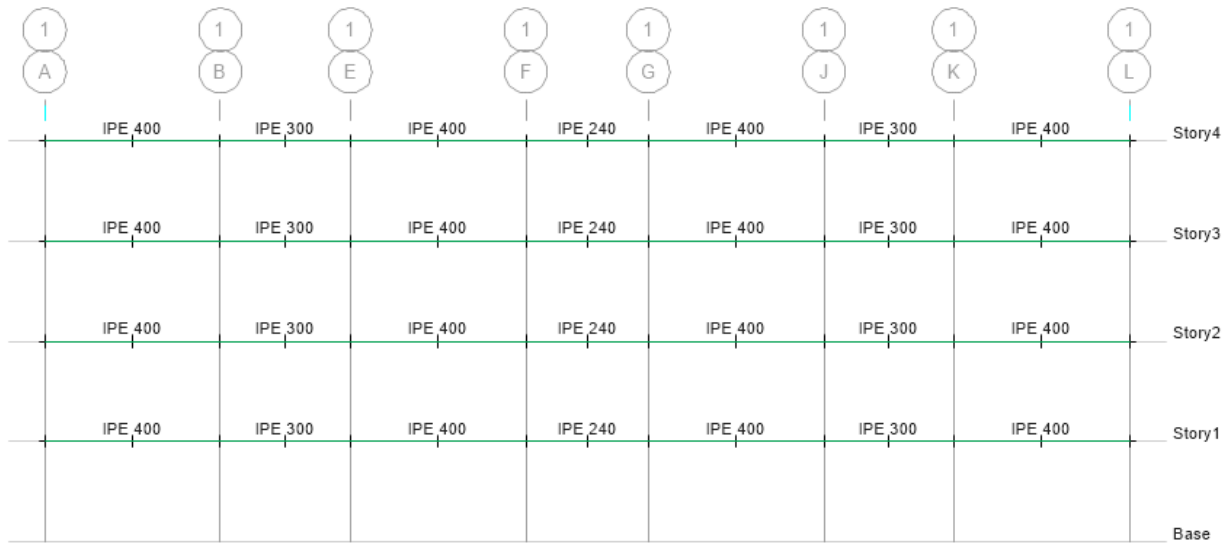 1 1 1 1 1 1 1 1
A B E F G J K L
IPE 400 IPE 300 IPE 400 IPE 240 IPE 400 IPE 300 IPE 400 Story4
IPE 400 IPE 300 IPE 400 IPE 240 IPE 400 IPE 300 IPE 400 Story3
IPE 400 IPE 300 IPE 400 IPE 240 IPE 400 IPE 300 IPE 400 Story2
IPE 400 IPE 300 IPE 400 IPE 240 IPE 400 IPE 300 IPE 400 Story1
Base